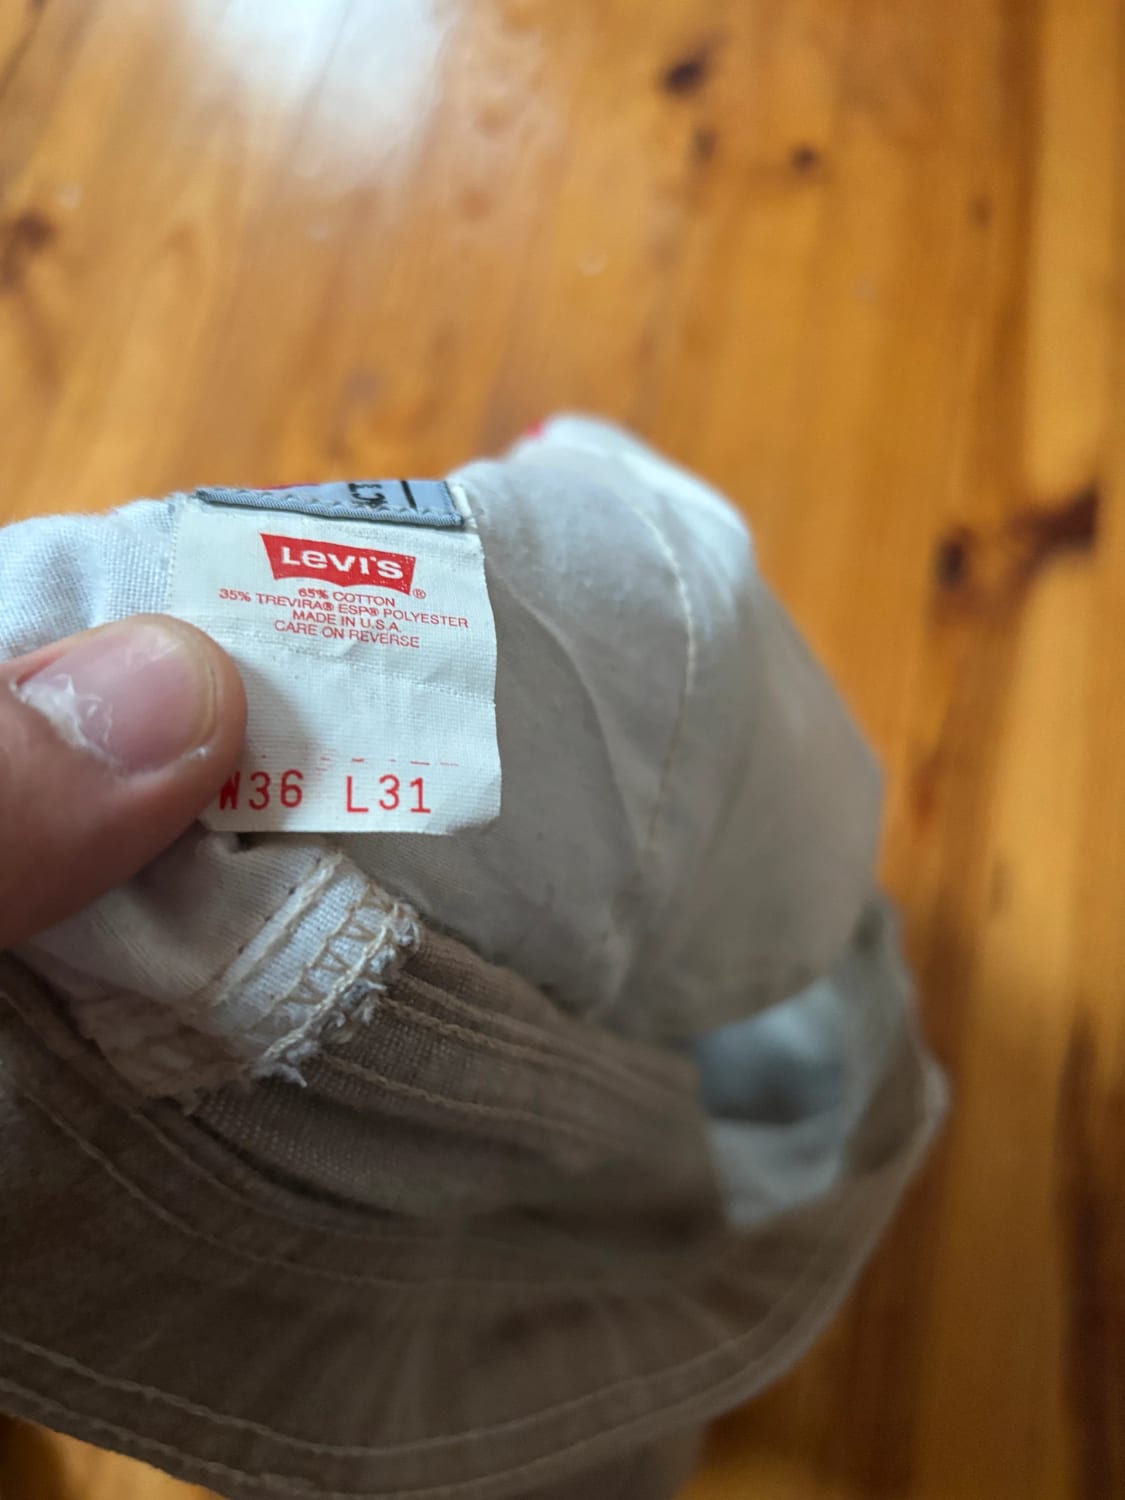 Levi's ®
65% COTTON
35% TREVIRA® ESP® POLYESTER
MADE IN U.S.A.
CARE ON REVERSE
W36 L31